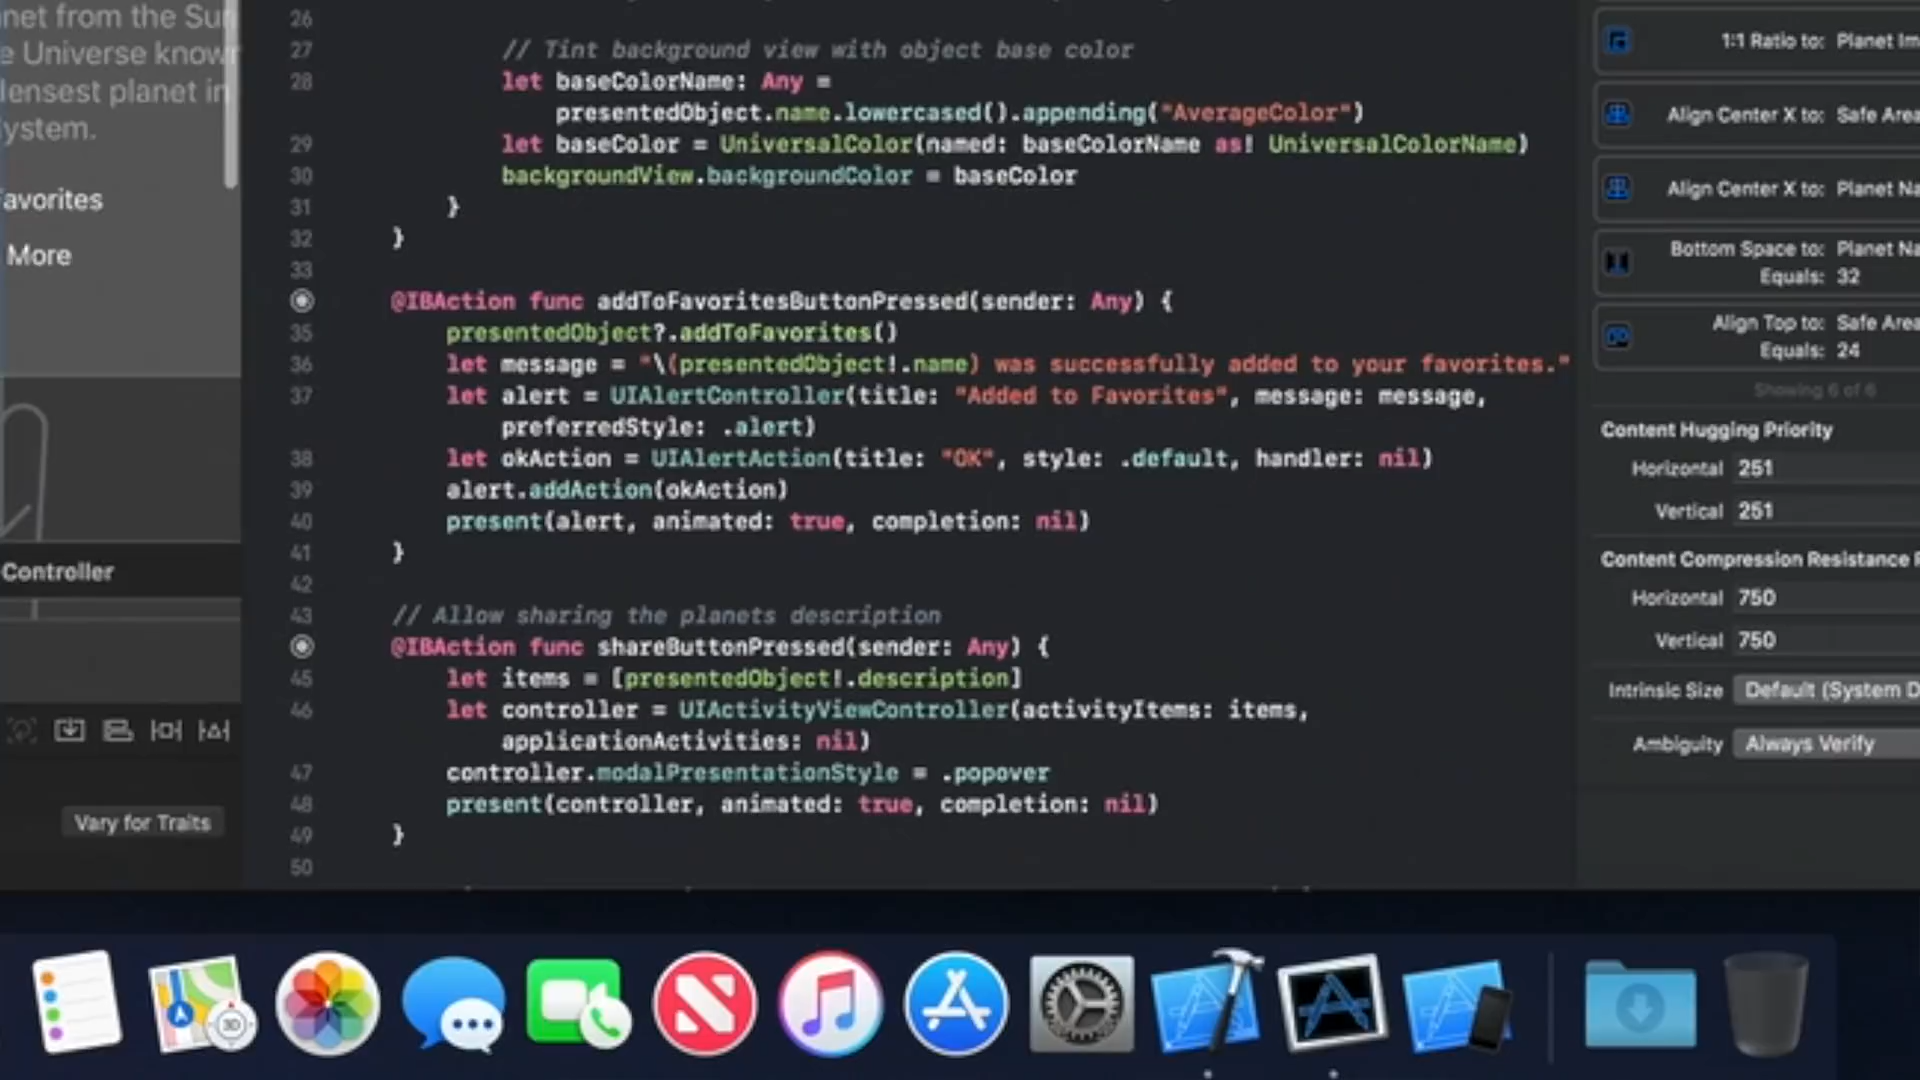 net from the Sun
e Universe known
lensest planet in
ystem.
avorites
More
Controller
Vary for Traits
26
27 // Tint background view with object base color
28 let baseColorName: Any =
presentedObject.name.lowercased().appending("AverageColor")
29 let baseColor = UniversalColor(named: baseColorName as! UniversalColorName)
30 backgroundView.backgroundColor = baseColor
31 }
32 }
33
@IBAction func addToFavoritesButtonPressed(sender: Any) {
35 presentedObject?.addToFavorites()
36 let message = "\(presentedObject!.name) was successfully added to your favorites."
37 let alert = UIAlertController(title: "Added to Favorites", message: message,
preferredStyle: .alert)
38 let okAction = UIAlertAction(title: "OK", style: .default, handler: nil)
39 alert.addAction(okAction)
40 present(alert, animated: true, completion: nil)
41 }
42
43 // Allow sharing the planets description
@IBAction func shareButtonPressed(sender: Any) {
45 let items = [presentedObject!.description]
46 let controller = UIActivityViewController(activityItems: items,
applicationActivities: nil)
47 controller.modalPresentationStyle = .popover
48 present(controller, animated: true, completion: nil)
49 }
50
1:1 Ratio to: Planet Im
Align Center X to: Safe Area
Align Center X to: Planet Na
Bottom Space to: Planet Na
Equals: 32
Align Top to: Safe Area
Equals: 24
Showing 6 of 6
Content Hugging Priority
Horizontal 251
Vertical 251
Content Compression Resistance P
Horizontal 750
Vertical 750
Intrinsic Size Default (System D
Ambiguity Always Verify
3D